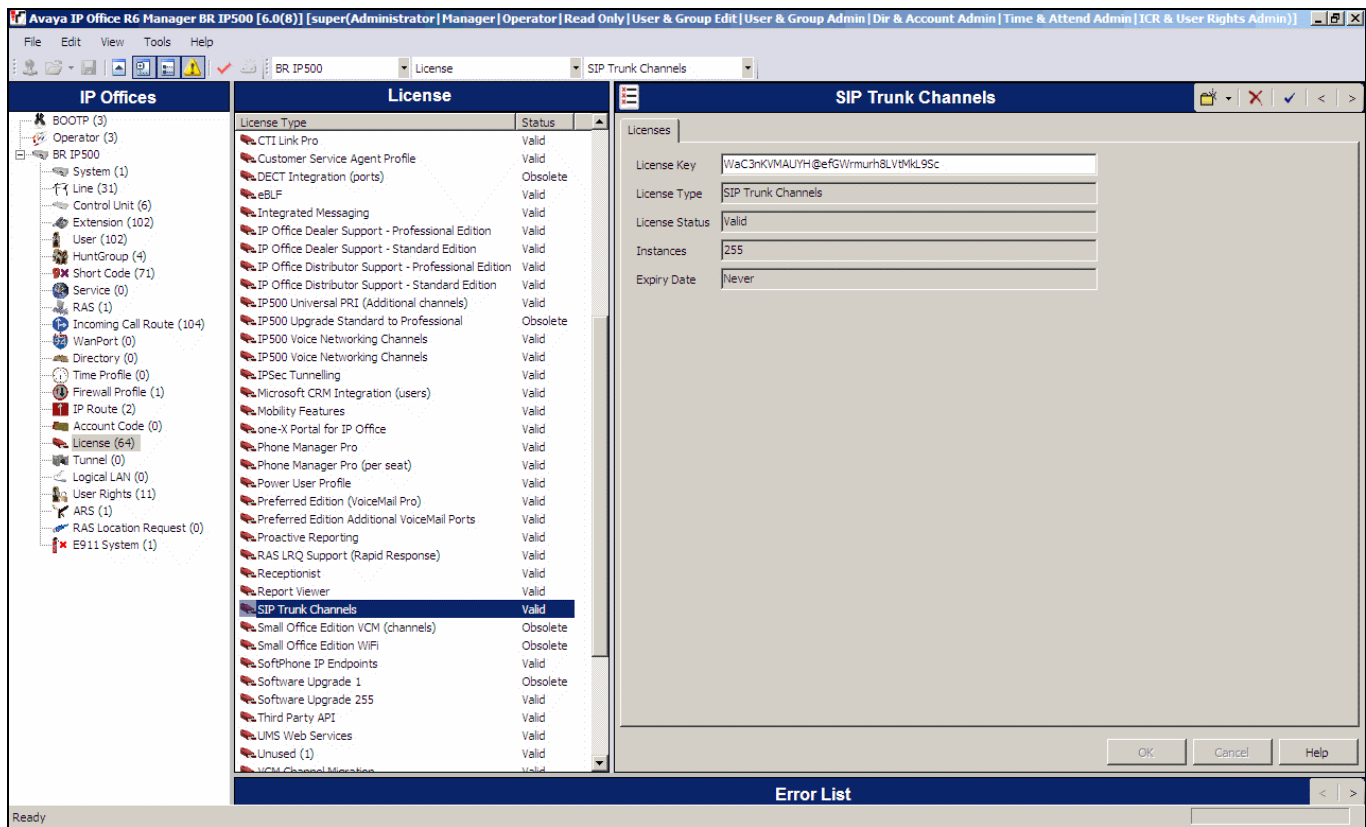 Avaya IP Office R6 Manager BR IP500 [6.0(8)] [super(Administrator|Manager|Operator|Read Only|User & Group Edit|User & Group Admin|Dir & Account Admin|Time & Attend Admin|ICR & User Rights Admin)]
File Edit View Tools Help
BR IP500 License SIP Trunk Channels
IP Offices
BOOTP (3)
Operator (3)
BR IP500
System (1)
Line (31)
Control Unit (6)
Extension (102)
User (102)
HuntGroup (4)
Short Code (71)
Service (0)
RAS (1)
Incoming Call Route (104)
WanPort (0)
Directory (0)
Time Profile (0)
Firewall Profile (1)
IP Route (2)
Account Code (0)
License (64)
Tunnel (0)
Logical LAN (0)
User Rights (11)
ARS (1)
RAS Location Request (0)
E911 System (1)
License
License Type Status
CTI Link Pro Valid
Customer Service Agent Profile Valid
DECT Integration (ports) Obsolete
eBLF Valid
Integrated Messaging Valid
IP Office Dealer Support - Professional Edition Valid
IP Office Dealer Support - Standard Edition Valid
IP Office Distributor Support - Professional Edition Valid
IP Office Distributor Support - Standard Edition Valid
IP500 Universal PRI (Additional channels) Valid
IP500 Upgrade Standard to Professional Obsolete
IP500 Voice Networking Channels Valid
IP500 Voice Networking Channels Valid
IPSec Tunnelling Valid
Microsoft CRM Integration (users) Valid
Mobility Features Valid
one-X Portal for IP Office Valid
Phone Manager Pro Valid
Phone Manager Pro (per seat) Valid
Power User Profile Valid
Preferred Edition (VoiceMail Pro) Valid
Preferred Edition Additional VoiceMail Ports Valid
Proactive Reporting Valid
RAS LRQ Support (Rapid Response) Valid
Receptionist Valid
Report Viewer Valid
SIP Trunk Channels Valid
Small Office Edition VCM (channels) Obsolete
Small Office Edition WiFi Obsolete
SoftPhone IP Endpoints Valid
Software Upgrade 1 Obsolete
Software Upgrade 255 Valid
Third Party API Valid
UMS Web Services Valid
Unused (1) Valid
VCM Channel Migration Valid
SIP Trunk Channels
Licenses
License Key WaC3nKVMAUYH@efGWrmurh8LVtMkL9Sc
License Type SIP Trunk Channels
License Status Valid
Instances 255
Expiry Date Never
OK Cancel Help
Error List
Ready